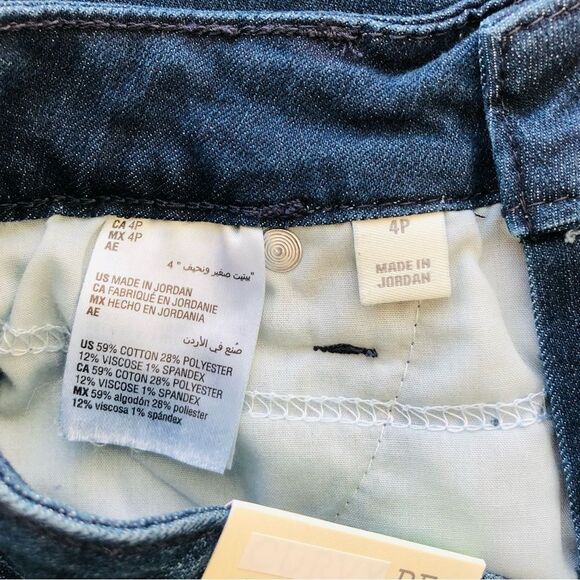 CA 4P
MX 4P
AE
"بيتيت صغير ونحيف" 4
US MADE IN JORDAN
CA FABRIQUÉ EN JORDANIE
MX HECHO EN JORDANIA
AE
صُنع في الأردن
US 59% COTTON 28% POLYESTER
12% VISCOSE 1% SPANDEX
CA 59% COTON 28% POLYESTER
12% VISCOSE 1% SPANDEX
MX 59% algodón 28% poliester
12% viscosa 1% spándex
4P
MADE IN
JORDAN